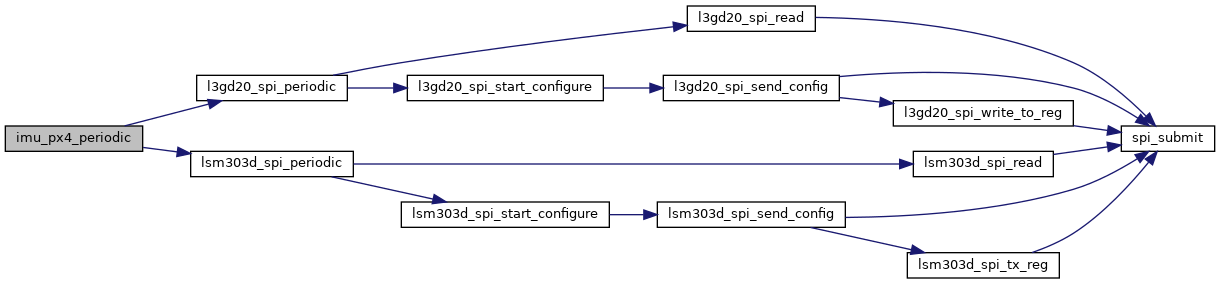 l3gd20_spi_read
l3gd20_spi_periodic
l3gd20_spi_start_configure
l3gd20_spi_send_config
l3gd20_spi_write_to_reg
imu_px4_periodic
spi_submit
lsm303d_spi_periodic
lsm303d_spi_read
lsm303d_spi_start_configure
lsm303d_spi_send_config
lsm303d_spi_tx_reg